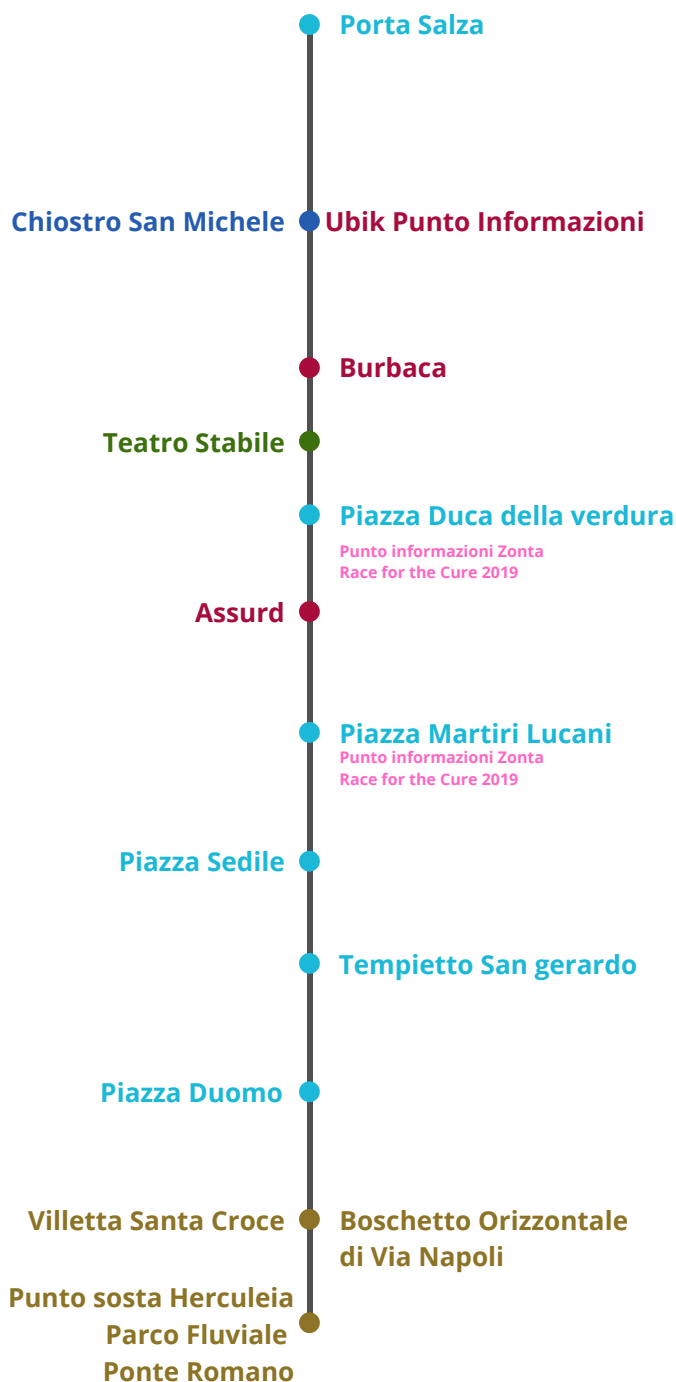 Porta Salza
Chiostro San Michele
Ubik Punto Informazioni
Burbaca
Teatro Stabile
Piazza Duca della verdura
Punto informazioni Zonta
Race for the Cure 2019
Assurd
Piazza Martiri Lucani
Punto informazioni Zonta
Race for the Cure 2019
Piazza Sedile
Tempietto San gerardo
Piazza Duomo
Villetta Santa Croce
Boschetto Orizzontale
di Via Napoli
Punto sosta Herculeia
Parco Fluviale
Ponte Romano